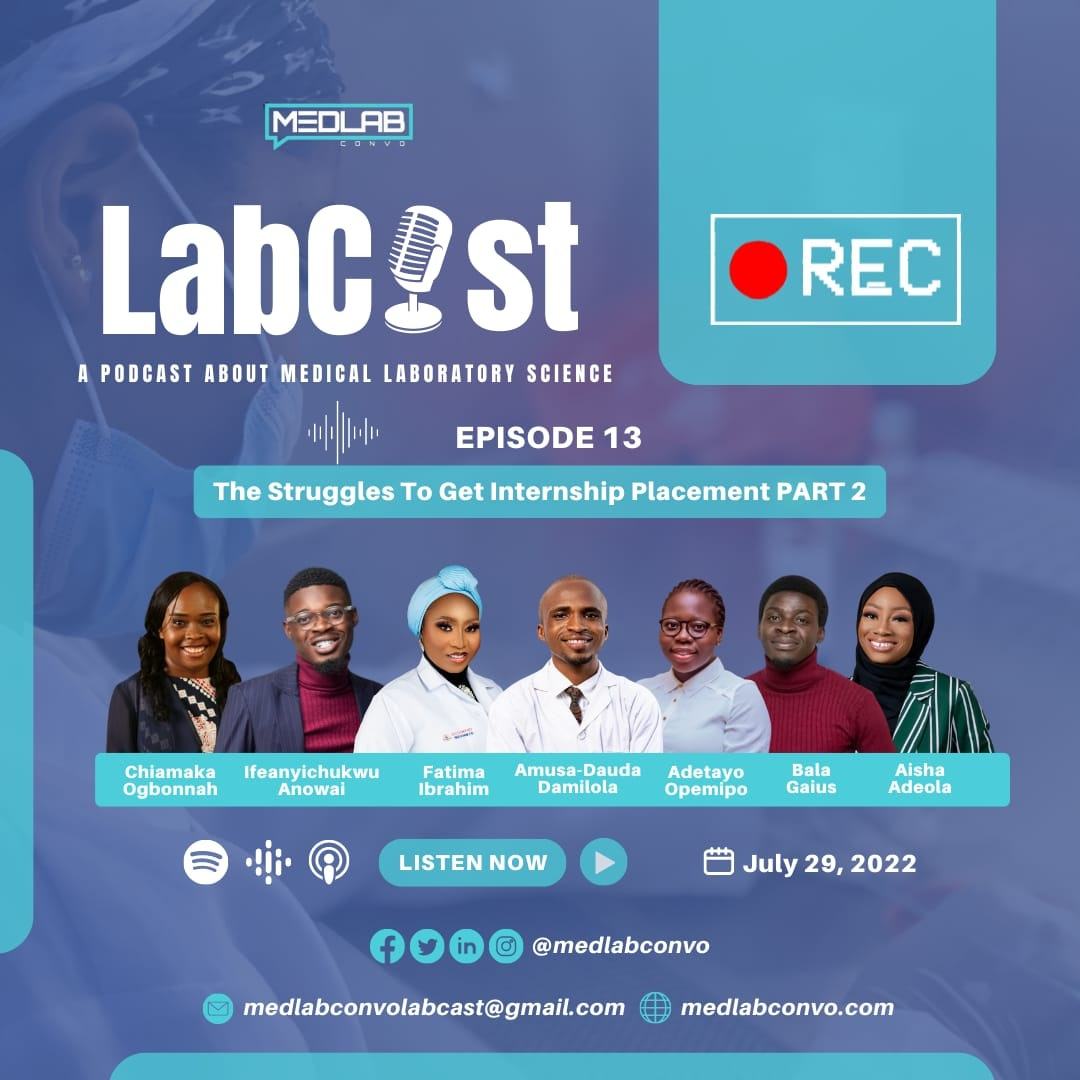 MEDLAB
CONVO
LabC st
REC
A PODCAST ABOUT MEDICAL LABORATORY SCIENCE
EPISODE 13
The Struggles To Get Internship Placement PART 2
Chiamaka
Ogbonnah
Ifeanyichukwu
Anowai
Fatima
Ibrahim
Amusa-Dauda
Damilola
Adetayo
Opemipo
Bala
Gaius
Aisha
Adeola
LISTEN NOW
July 29, 2022
@medlabconvo
medlabconvolabcast@gmail.com
medlabconvo.com